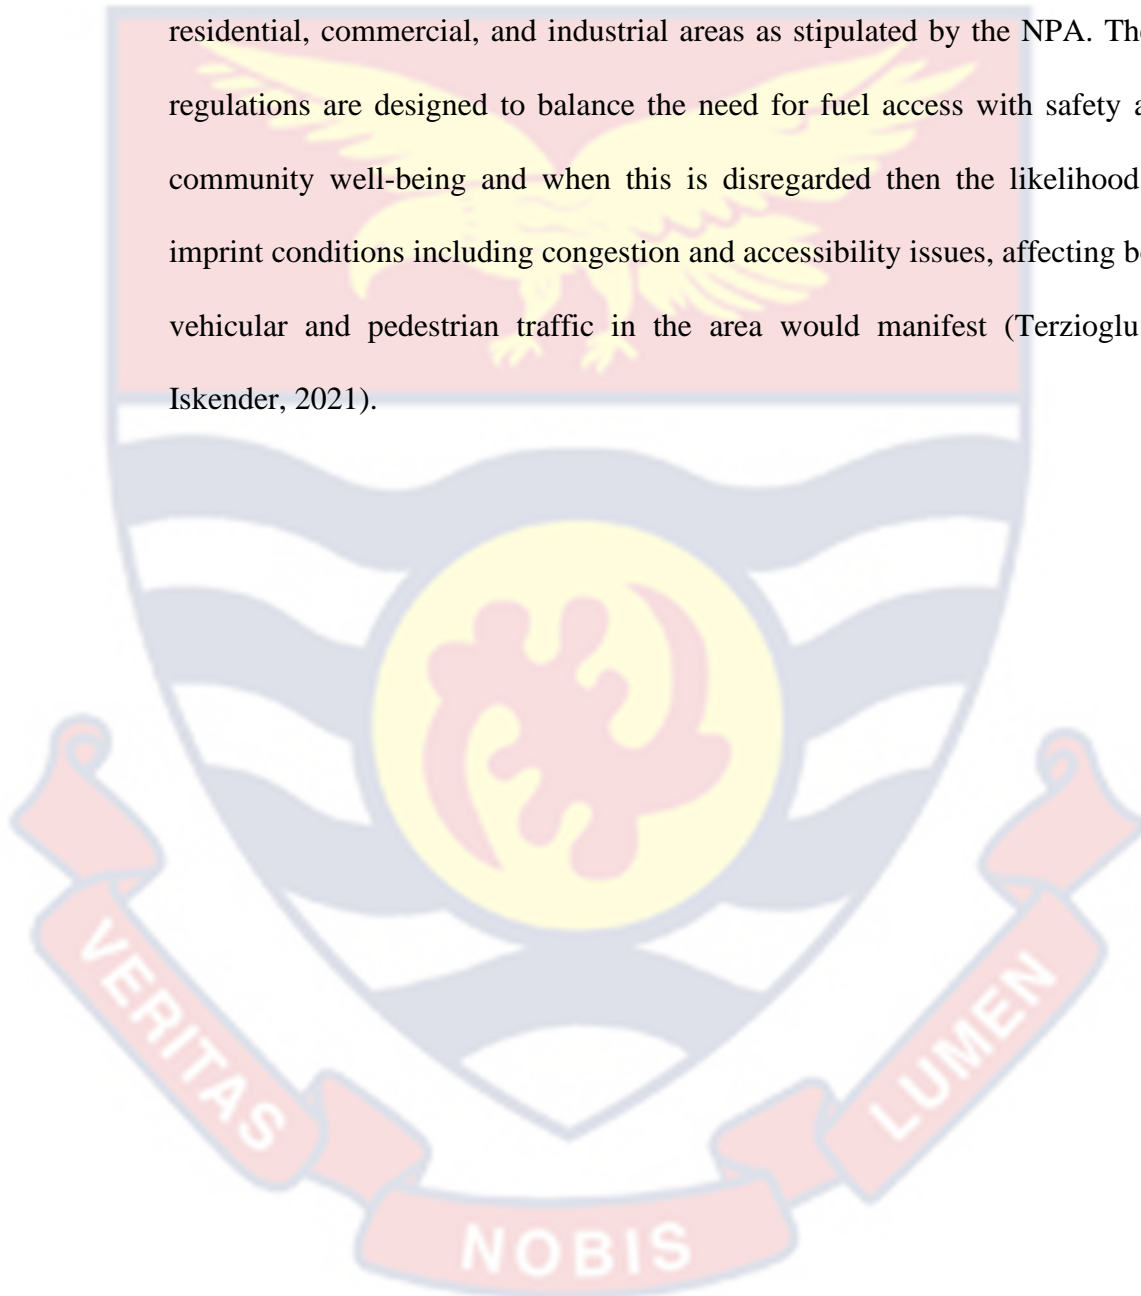 residential, commercial, and industrial areas as stipulated by the NPA. The
regulations are designed to balance the need for fuel access with safety a
community well-being and when this is disregarded then the likelihood
imprint conditions including congestion and accessibility issues, affecting b
vehicular and pedestrian traffic in the area would manifest (Terzioglu
Iskender, 2021).
VERITAS
NOBIS
LUMEN